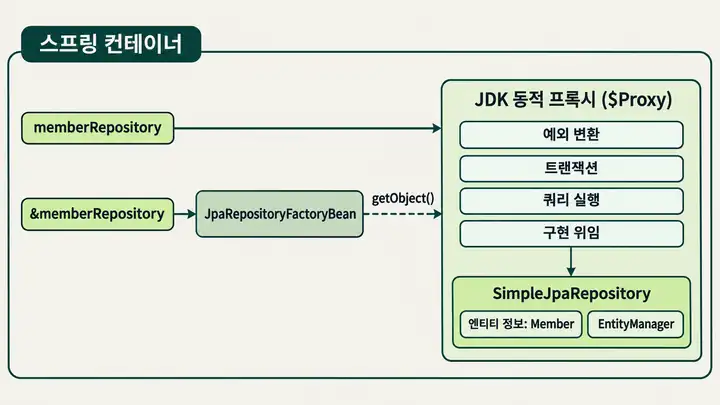 스프링 컨테이너
memberRepository
&memberRepository
JpaRepositoryFactoryBean
getObject()
JDK 동적 프록시 ($Proxy)
예외 변환
트랜잭션
쿼리 실행
구현 위임
SimpleJpaRepository
엔티티 정보: Member
EntityManager